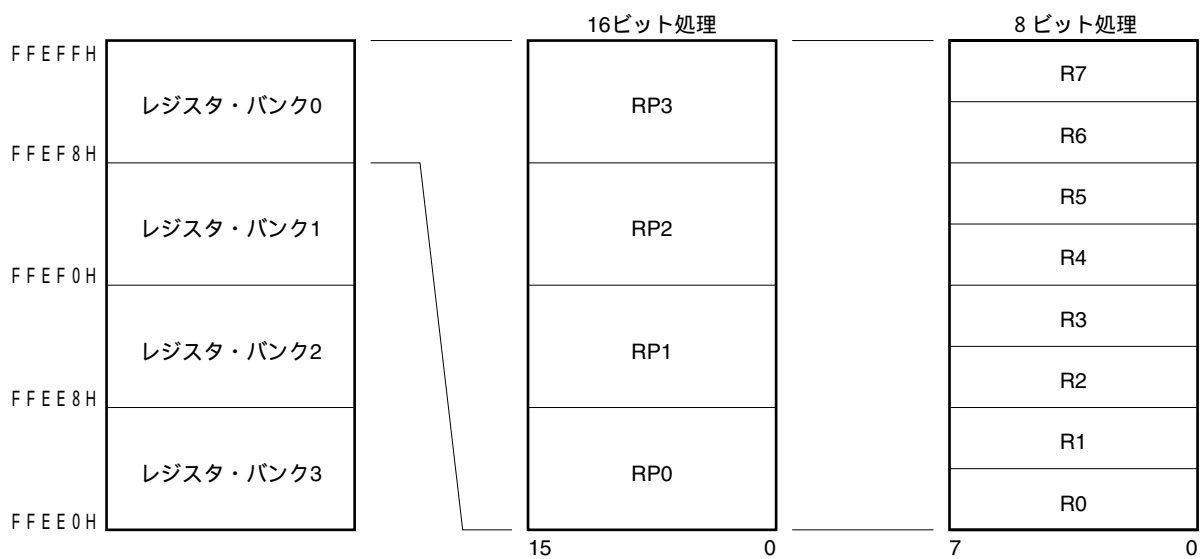 16ビット処理
8 ビット処理
FFEFFH
レジスタ・バンク0
RP3
R7
R6
FFEF8H
レジスタ・バンク1
RP2
R5
R4
FFEF0H
レジスタ・バンク2
RP1
R3
R2
FFEE8H
レジスタ・バンク3
RP0
R1
R0
FFEE0H
15
0
7
0